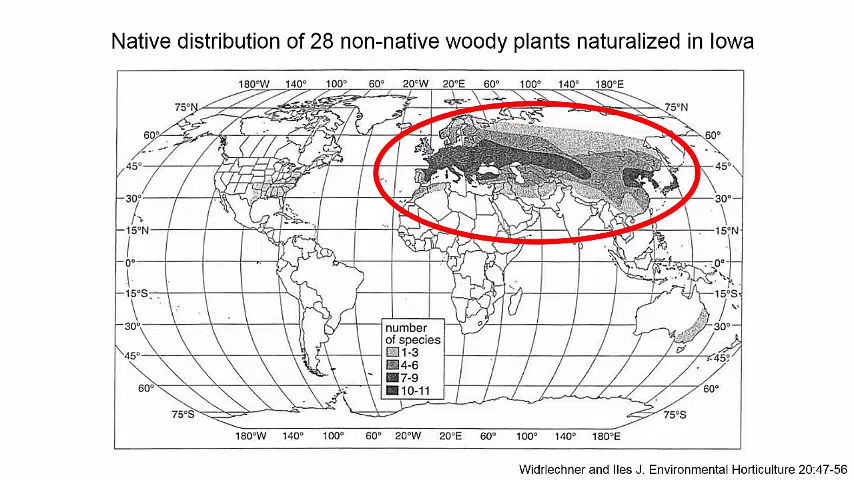 Native distribution of 28 non-native woody plants naturalized in Iowa
180°W 140° 100° 60° 20°W 20°E 60° 100° 140° 180°E
75°N 75°N
60° 60°
45° 45°
30° 30°
15°N 15°N
0° 0°
15°S 15°S
30° 30°
45° 45°
60° 60°
75°S 75°S
number
of species
1-3
4-6
7-9
10-11
180°W 140° 100° 60° 20°W 20°E 60° 100° 140° 180°E
Widrlechner and Iles J. Environmental Horticulture 20:47-56